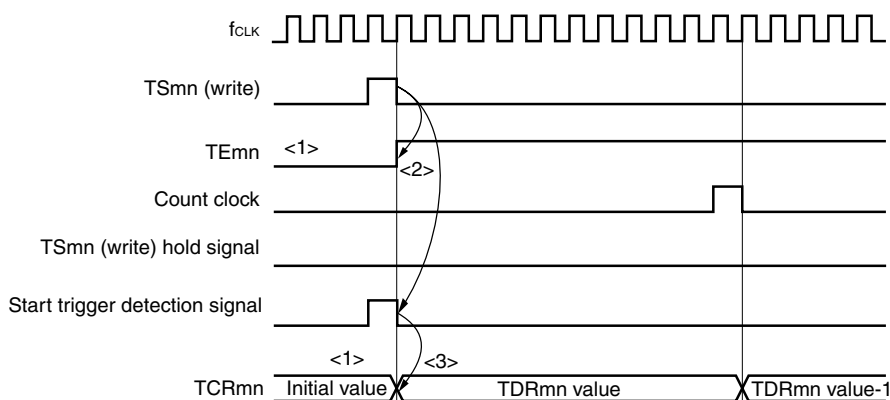 fCLK
TSmn (write)
TEmn
<1>
<2>
Count clock
TSmn (write) hold signal
Start trigger detection signal
<1>
<3>
TCRmn
Initial value
TDRmn value
TDRmn value-1